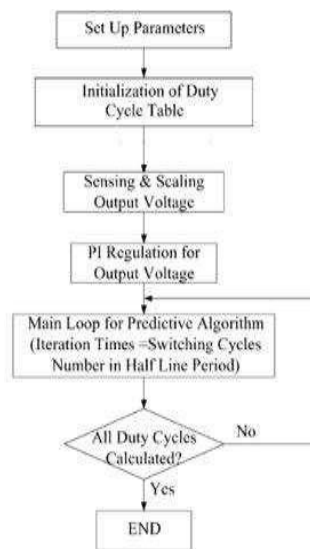 Set Up Parameters
Initialization of Duty
Cycle Table
Sensing & Scaling
Output Voltage
PI Regulation for
Output Voltage
Main Loop for Predictive Algorithm
(Iteration Times =Switching Cycles
Number in Half Line Period)
All Duty Cycles
Calculated?
No
Yes
END